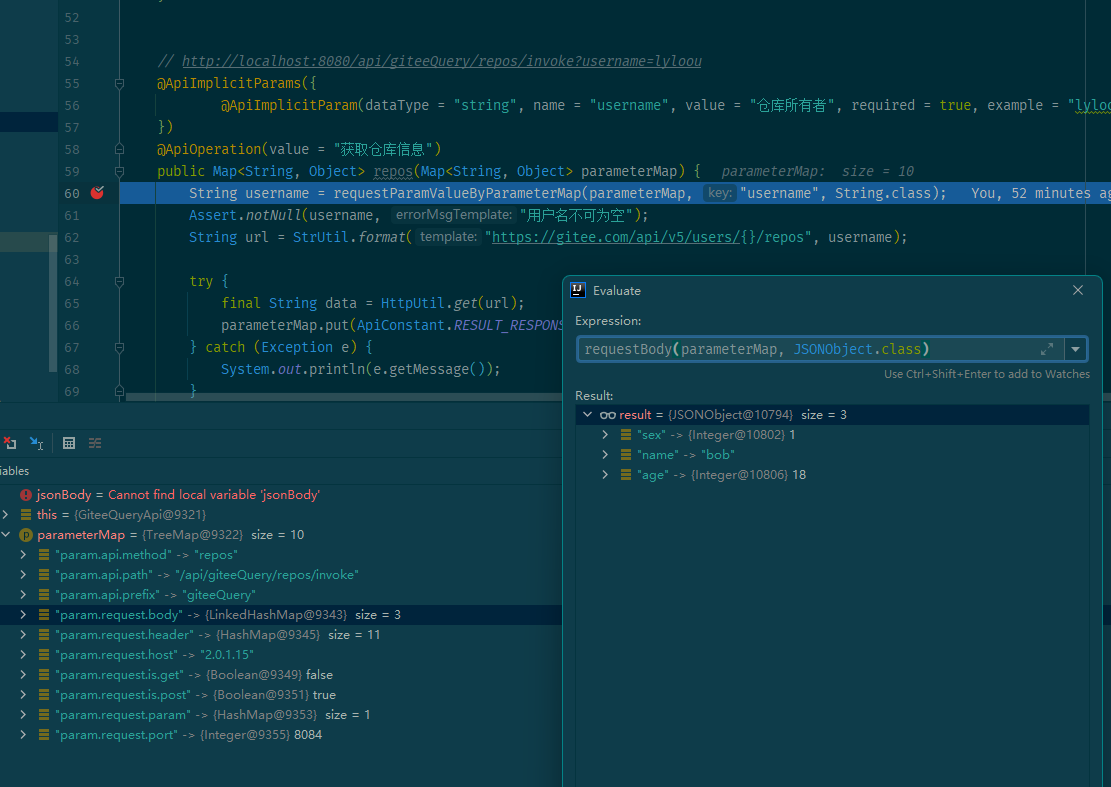 52
53
54 // http://localhost:8080/api/giteeQuery/repos/invoke?username=lyloou
55 @ApiImplicitParams({
56 @ApiImplicitParam(dataType = "string", name = "username", value = "仓库所有者", required = true, example = "lyloo
57 })
58 @ApiOperation(value = "获取仓库信息")
59 public Map<String, Object> repos(Map<String, Object> parameterMap) { parameterMap: size = 10
60 String username = requestParamValueByParameterMap(parameterMap, key: "username", String.class); You, 52 minutes ag
61 Assert.notNull(username, errorMsgTemplate: "用户名不可为空");
62 String url = StrUtil.format( template: "https://gitee.com/api/v5/users/{}/repos", username);
63
64 try {
65 final String data = HttpUtil.get(url);
66 parameterMap.put(ApiConstant.RESULT_RESPONS
67 } catch (Exception e) {
68 System.out.println(e.getMessage());
69 }
Evaluate
Expression:
requestBody(parameterMap, JSONObject.class)
Use Ctrl+Shift+Enter to add to Watches
Result:
result = {JSONObject@10794} size = 3
"sex" -> {Integer@10802} 1
"name" -> "bob"
"age" -> {Integer@10806} 18
iables
jsonBody = Cannot find local variable 'jsonBody'
this = {GiteeQueryApi@9321}
parameterMap = {TreeMap@9322} size = 10
"param.api.method" -> "repos"
"param.api.path" -> "/api/giteeQuery/repos/invoke"
"param.api.prefix" -> "giteeQuery"
"param.request.body" -> {LinkedHashMap@9343} size = 3
"param.request.header" -> {HashMap@9345} size = 11
"param.request.host" -> "2.0.1.15"
"param.request.is.get" -> {Boolean@9349} false
"param.request.is.post" -> {Boolean@9351} true
"param.request.param" -> {HashMap@9353} size = 1
"param.request.port" -> {Integer@9355} 8084